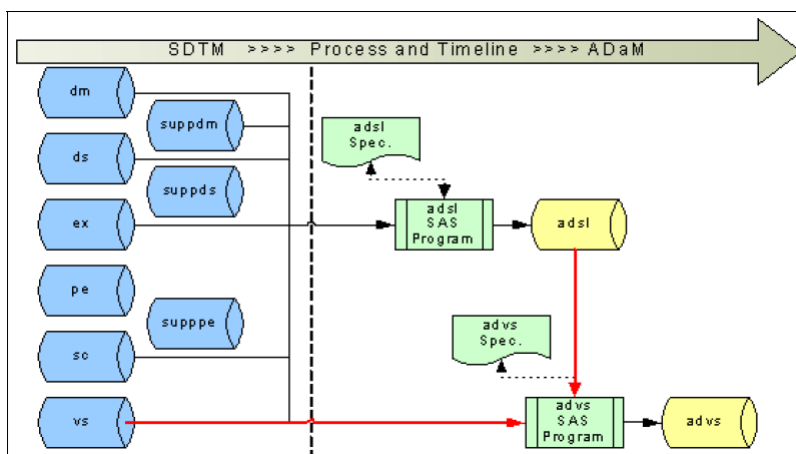 SDTM >>>> Process and Timeline >>>> ADaM
dm
suppdm
adsl
Spec.
ds
suppds
ex
adsl
SAS
Program
adsl
pe
supppe
advs
Spec.
sc
vs
advs
SAS
Program
advs